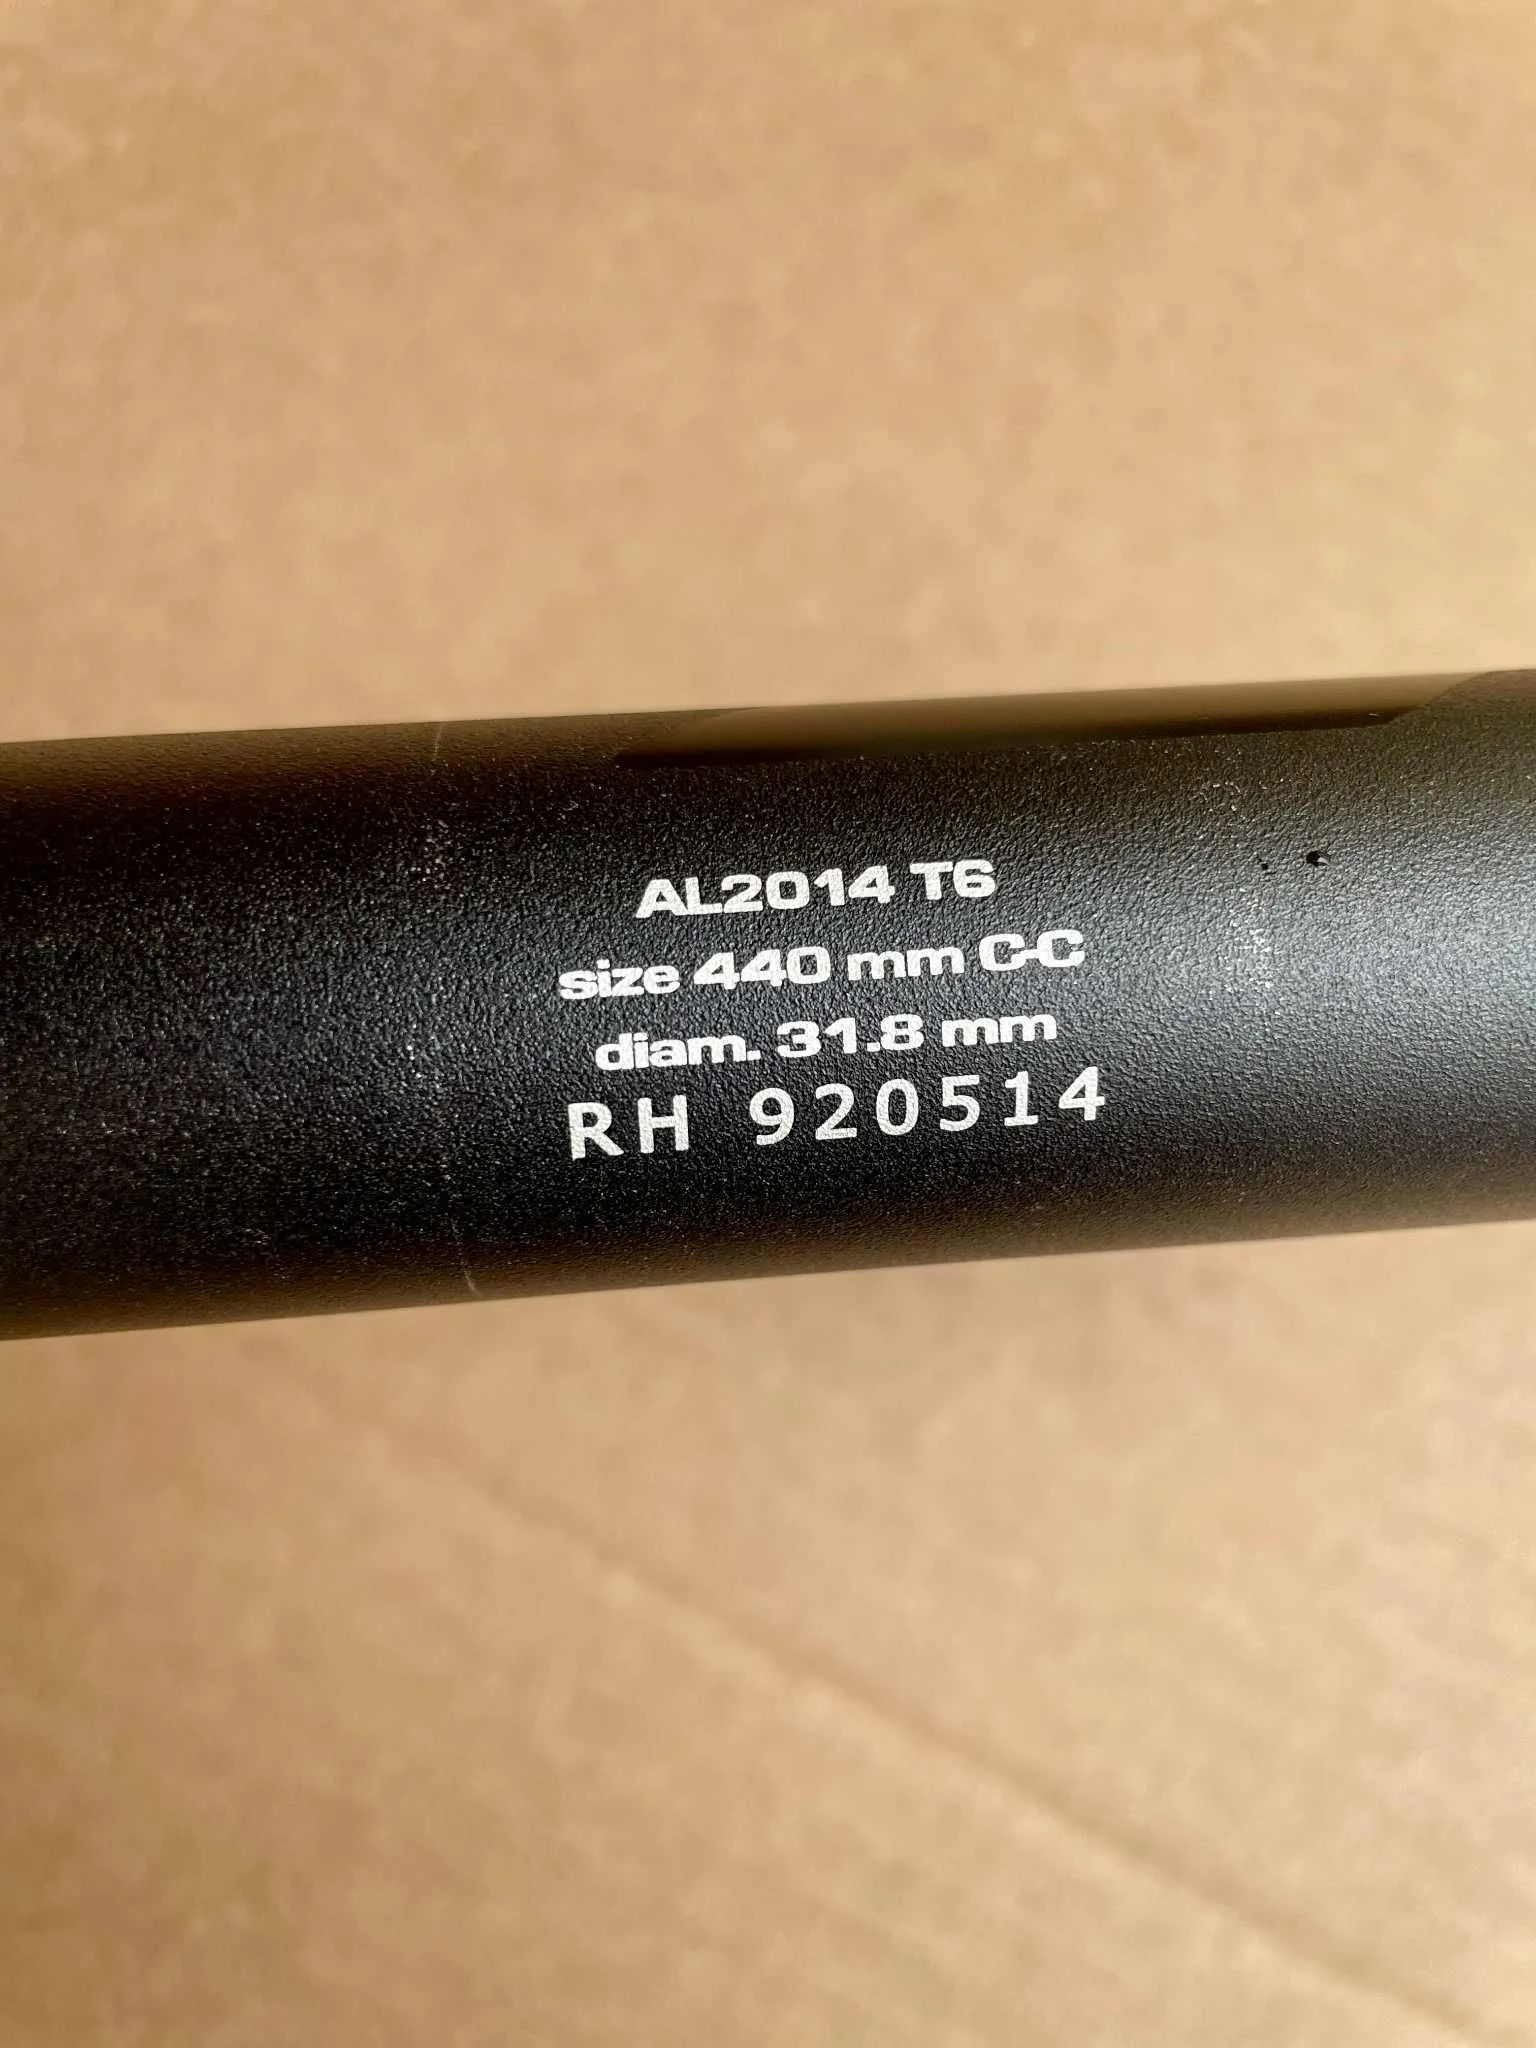 AL2014 T6
size 440 mm C-C
diam. 31.8 mm
RH 920514